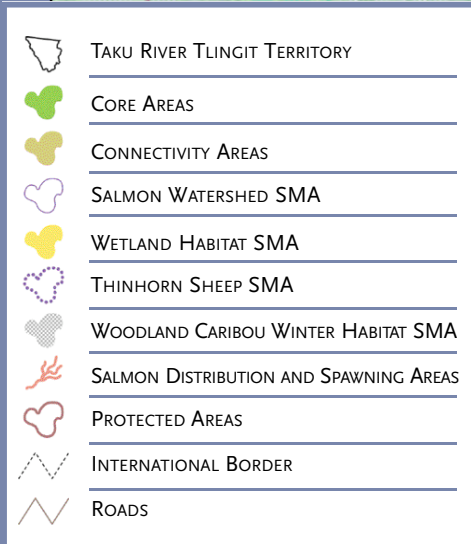 Taku River Tlingit Territory
Core Areas
Connectivity Areas
Salmon Watershed SMA
Wetland Habitat SMA
Thinhorn Sheep SMA
Woodland Caribou Winter Habitat SMA
Salmon Distribution and Spawning Areas
Protected Areas
International Border
Roads